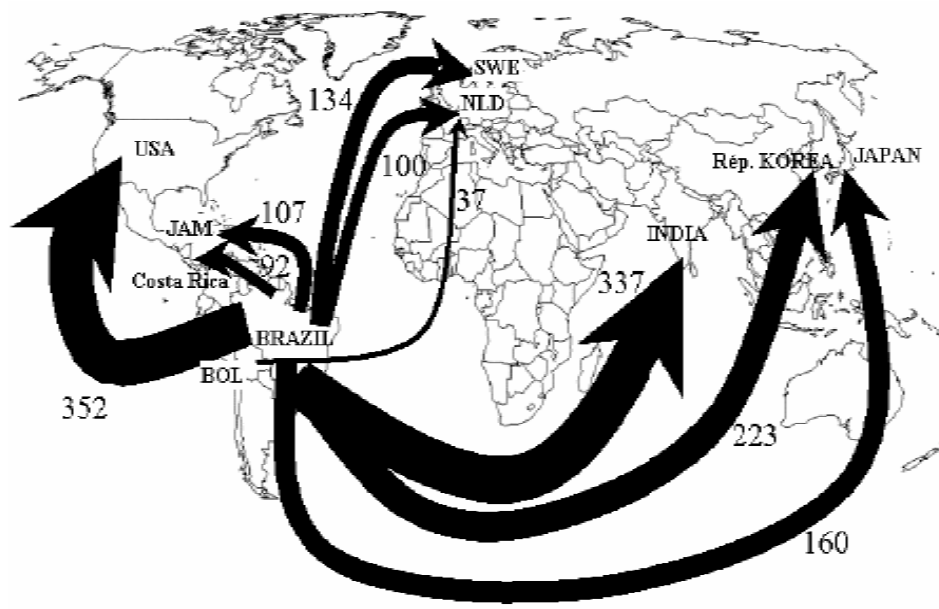 SWE
134
NLD
USA
100
Rép. KOREA
JAPAN
37
107
JAM
INDIA
92
Costa Rica
337
BRAZIL
BOL
352
223
160